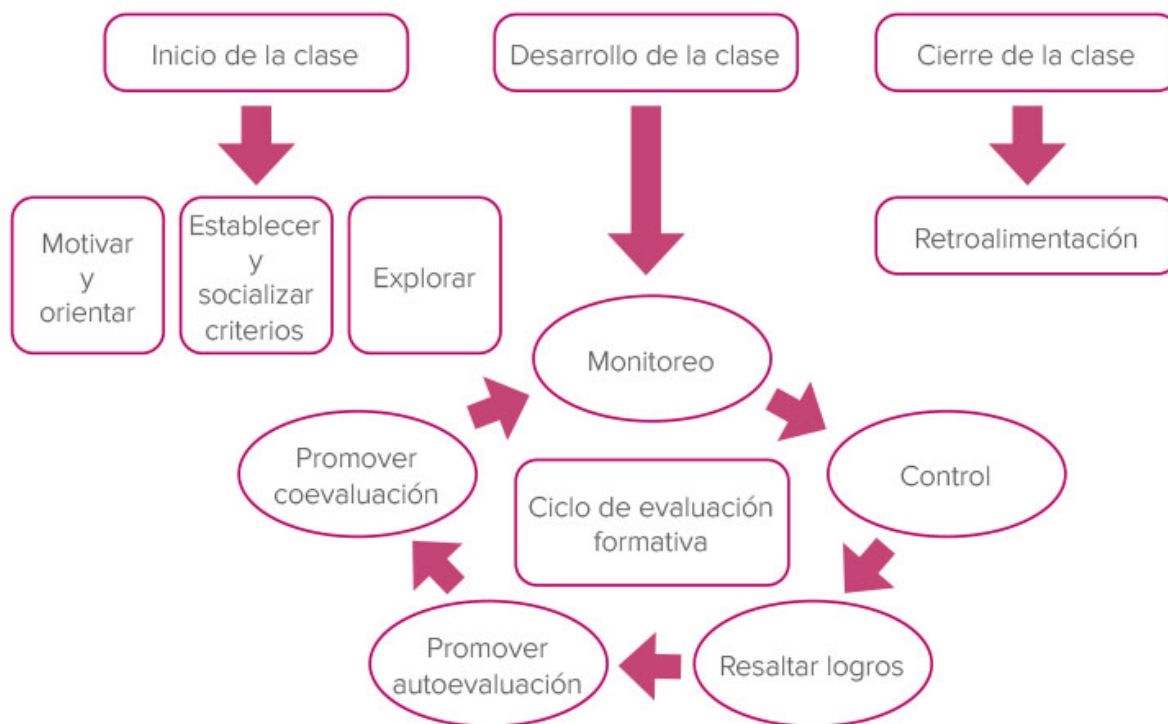 Inicio de la clase
Desarrollo de la clase
Cierre de la clase
Motivar
y
orientar
Establecer
y
socializar
criterios
Explorar
Retroalimentación
Monitoreo
Control
Resaltar logros
Promover
autoevaluación
Promover
coevaluación
Ciclo de evaluación
formativa